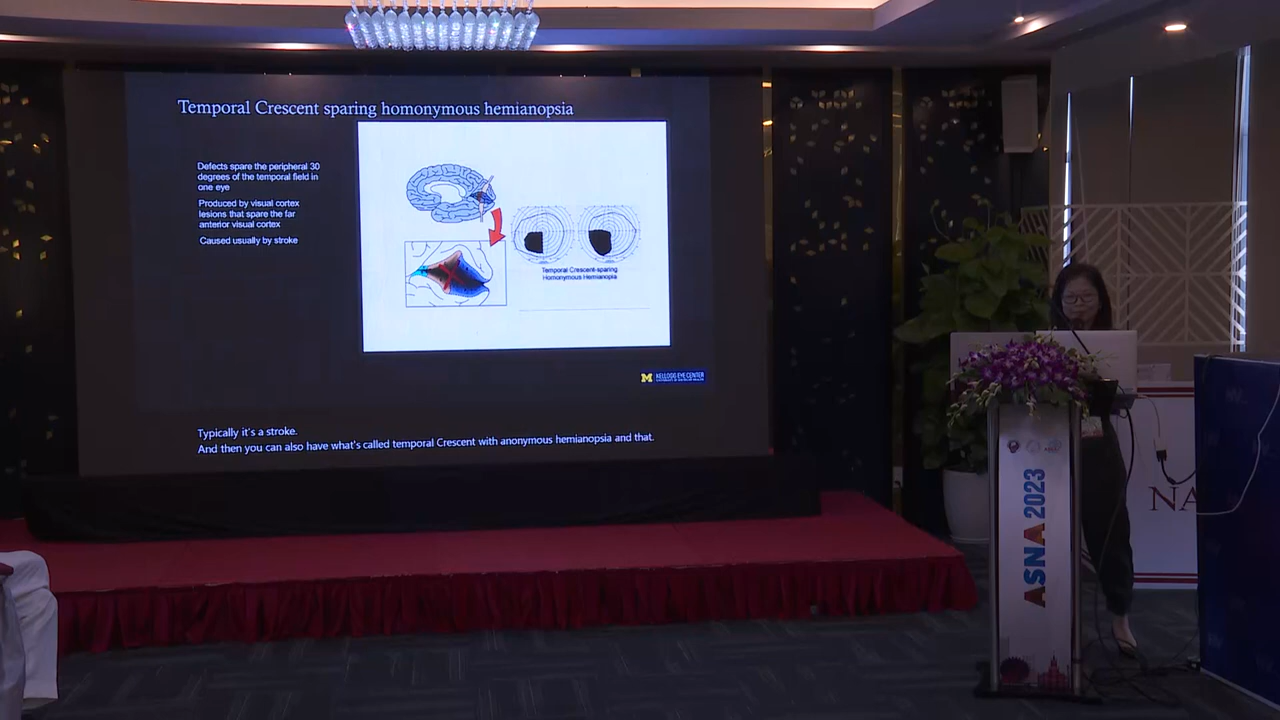 Temporal Crescent sparing homonymous hemianopsia
Defects spare the peripheral 30
degrees of the temporal field in
one eye
Produced by visual cortex
lesions that spare the far
anterior visual cortex
Caused usually by stroke
Temporal Crescent-sparing
Homonymous Hemianopia
M KELLOGG EYE CENTER
Typically it's a stroke.
And then you can also have what's called temporal Crescent with anonymous hemianopsia and that.
ASNA 2023
NA